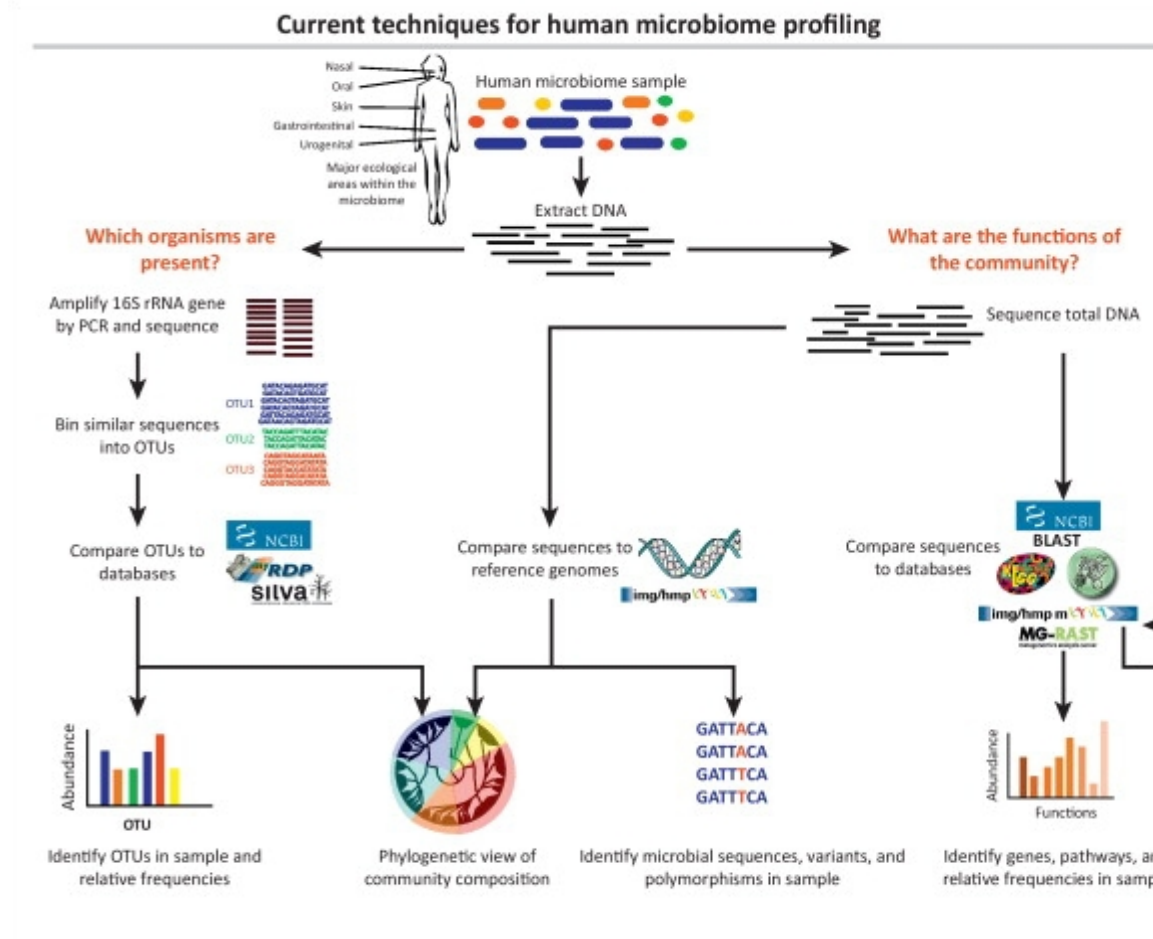 Current techniques for human microbiome profiling
Nasal
Oral
Skin
Gastrointestinal
Urogenital
Major ecological
areas within the
microbiome
Human microbiome sample
Extract DNA
Which organisms are
present?
What are the functions of
the community?
Amplify 16S rRNA gene
by PCR and sequence
Sequence total DNA
Bin similar sequences
into OTUs
OTU1
OTU2
OTU3
Compare OTUs to
databases
NCBI
RDP
silva
Compare sequences to
reference genomes
img/hmp
Compare sequences
to databases
NCBI
BLAST
KEGG
img/hmp m
MG-RAST
Abundance
OTU
Identify OTUs in sample and
relative frequencies
Phylogenetic view of
community composition
GATTACA
GATTACA
GATTTCA
GATTTCA
Identify microbial sequences, variants, and
polymorphisms in sample
Abundance
Functions
Identify genes, pathways, an
relative frequencies in samp